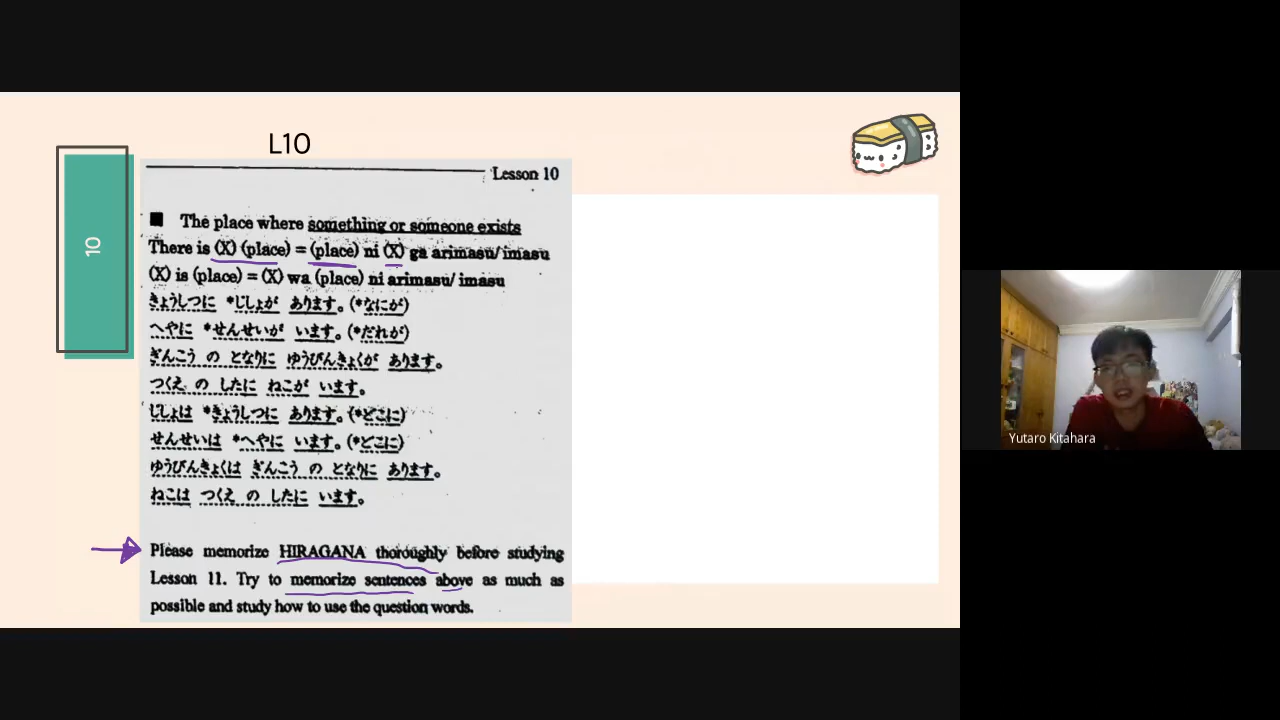 L10
10
Lesson 10
■ The place where something or someone exists
There is (X) (place) = (place) ni (X) ga arimasu/ imasu
(X) is (place) = (X) wa (place) ni arimasu/ imasu
きょうしつに *じしょが あります。(*なにが)
へやに *せんせいが います。(*だれが)
ぎんこう の となりに ゆうびんきょくが あります。
つくえ の したに ねこが います。
じしょは *きょうしつに あります。(*どこに)
せんせいは *へやに います。(*どこに)
ゆうびんきょくは ぎんこう の となりに あります。
ねこは つくえ の したに います。
Please memorize HIRAGANA thoroughly before studying
Lesson 11. Try to memorize sentences above as much as
possible and study how to use the question words.
Yutaro Kitahara